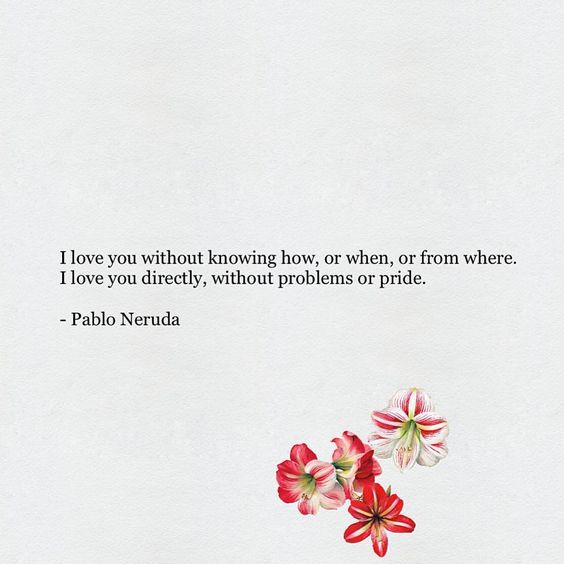 I love you without knowing how, or when, or from where.
I love you directly, without problems or pride.
- Pablo Neruda